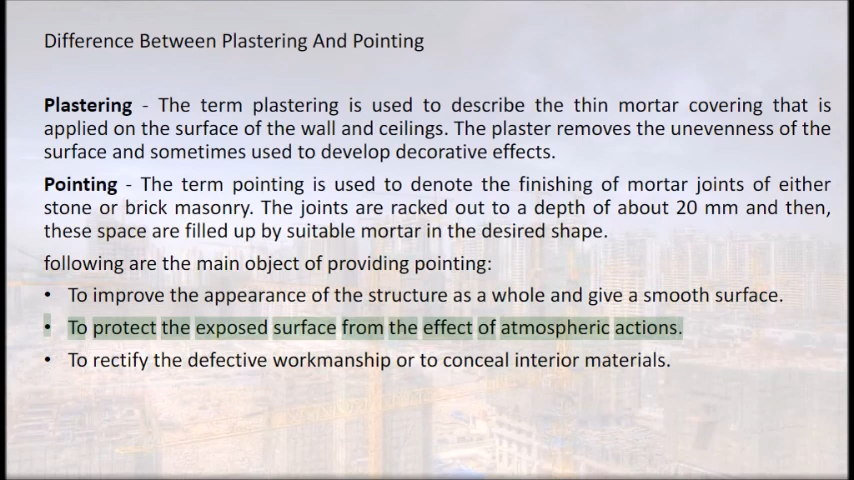 Difference Between Plastering And Pointing
Plastering - The term plastering is used to describe the thin mortar covering that is
applied on the surface of the wall and ceilings. The plaster removes the unevenness of the
surface and sometimes used to develop decorative effects.
Pointing - The term pointing is used to denote the finishing of mortar joints of either
stone or brick masonry. The joints are racked out to a depth of about 20 mm and then,
these space are filled up by suitable mortar in the desired shape.
following are the main object of providing pointing:
• To improve the appearance of the structure as a whole and give a smooth surface.
• To protect the exposed surface from the effect of atmospheric actions.
• To rectify the defective workmanship or to conceal interior materials.